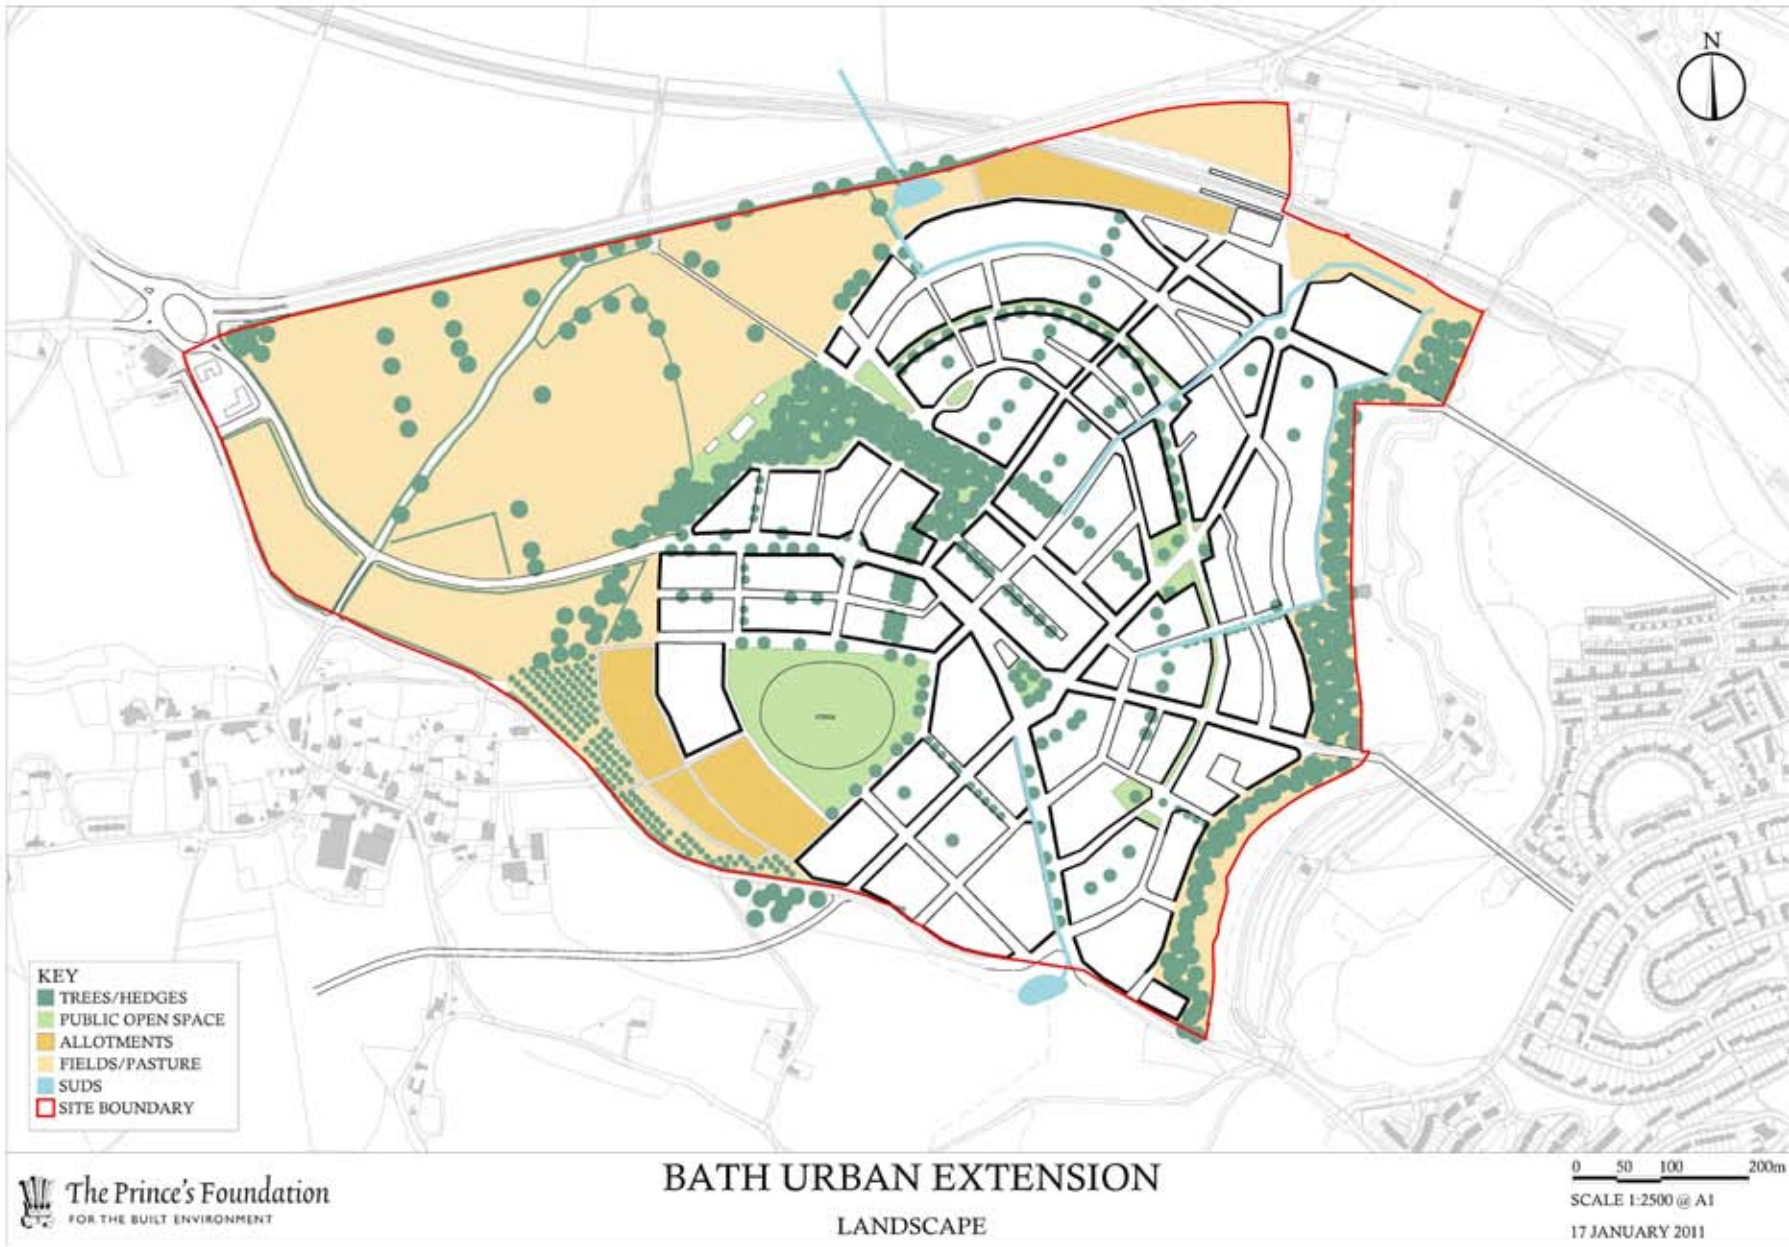 N
KEY
TREES/HEDGES
PUBLIC OPEN SPACE
ALLOTMENTS
FIELDS/PASTURE
SUDS
SITE BOUNDARY
The Prince's Foundation
FOR THE BUILT ENVIRONMENT
BATH URBAN EXTENSION
LANDSCAPE
0 50 100 200m
SCALE 1:2500 @ A1
17 JANUARY 2011